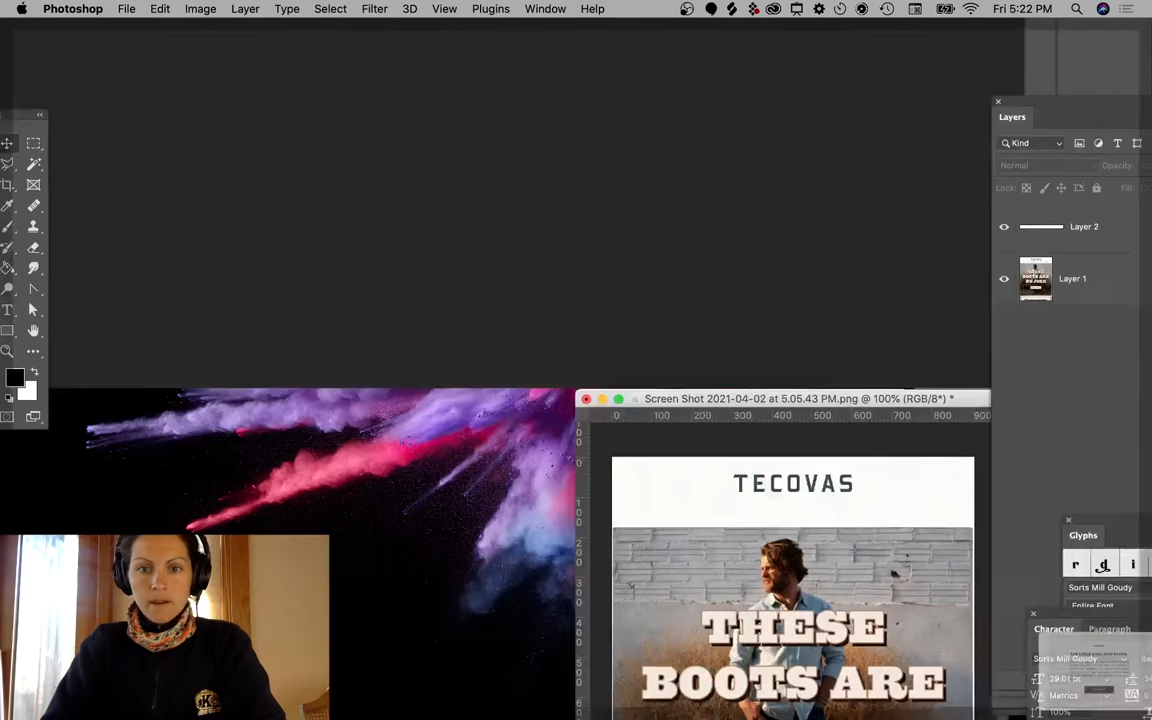 Photoshop File Edit Image Layer Type Select Filter 3D View Plugins Window Help Fri 5:22 PM
Layers
Kind
Normal Opacity:
Lock: Fill:
Layer 2
Layer 1
Screen Shot 2021-04-02 at 5.05.43 PM.png @ 100% (RGB/8*) *
0 100 200 300 400 500 600 700 800 900
TECOVAS
THESE
BOOTS ARE
Glyphs
Sorts Mill Goudy
Entire Font
Character Paragraph
Sorts Mill Goudy
Metrics
100%